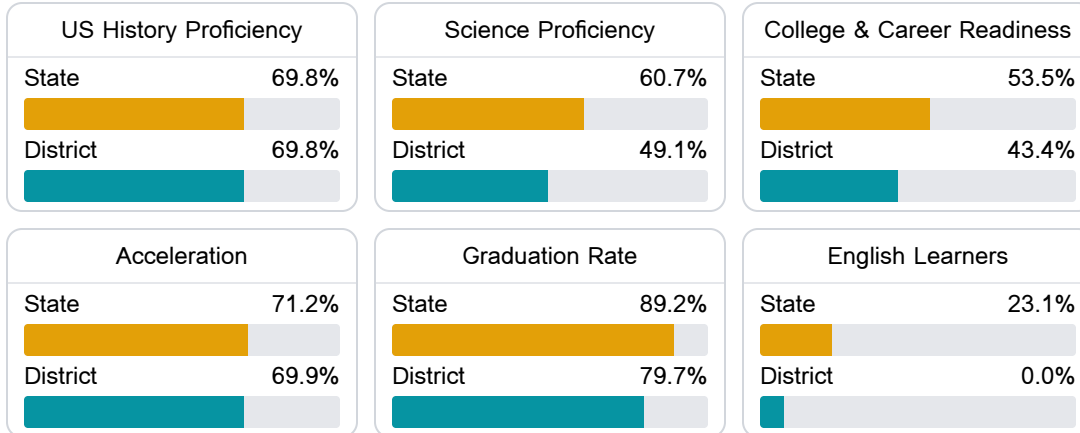 US History Proficiency
State 69.8%
District 69.8%
Science Proficiency
State 60.7%
District 49.1%
College & Career Readiness
State 53.5%
District 43.4%
Acceleration
State 71.2%
District 69.9%
Graduation Rate
State 89.2%
District 79.7%
English Learners
State 23.1%
District 0.0%